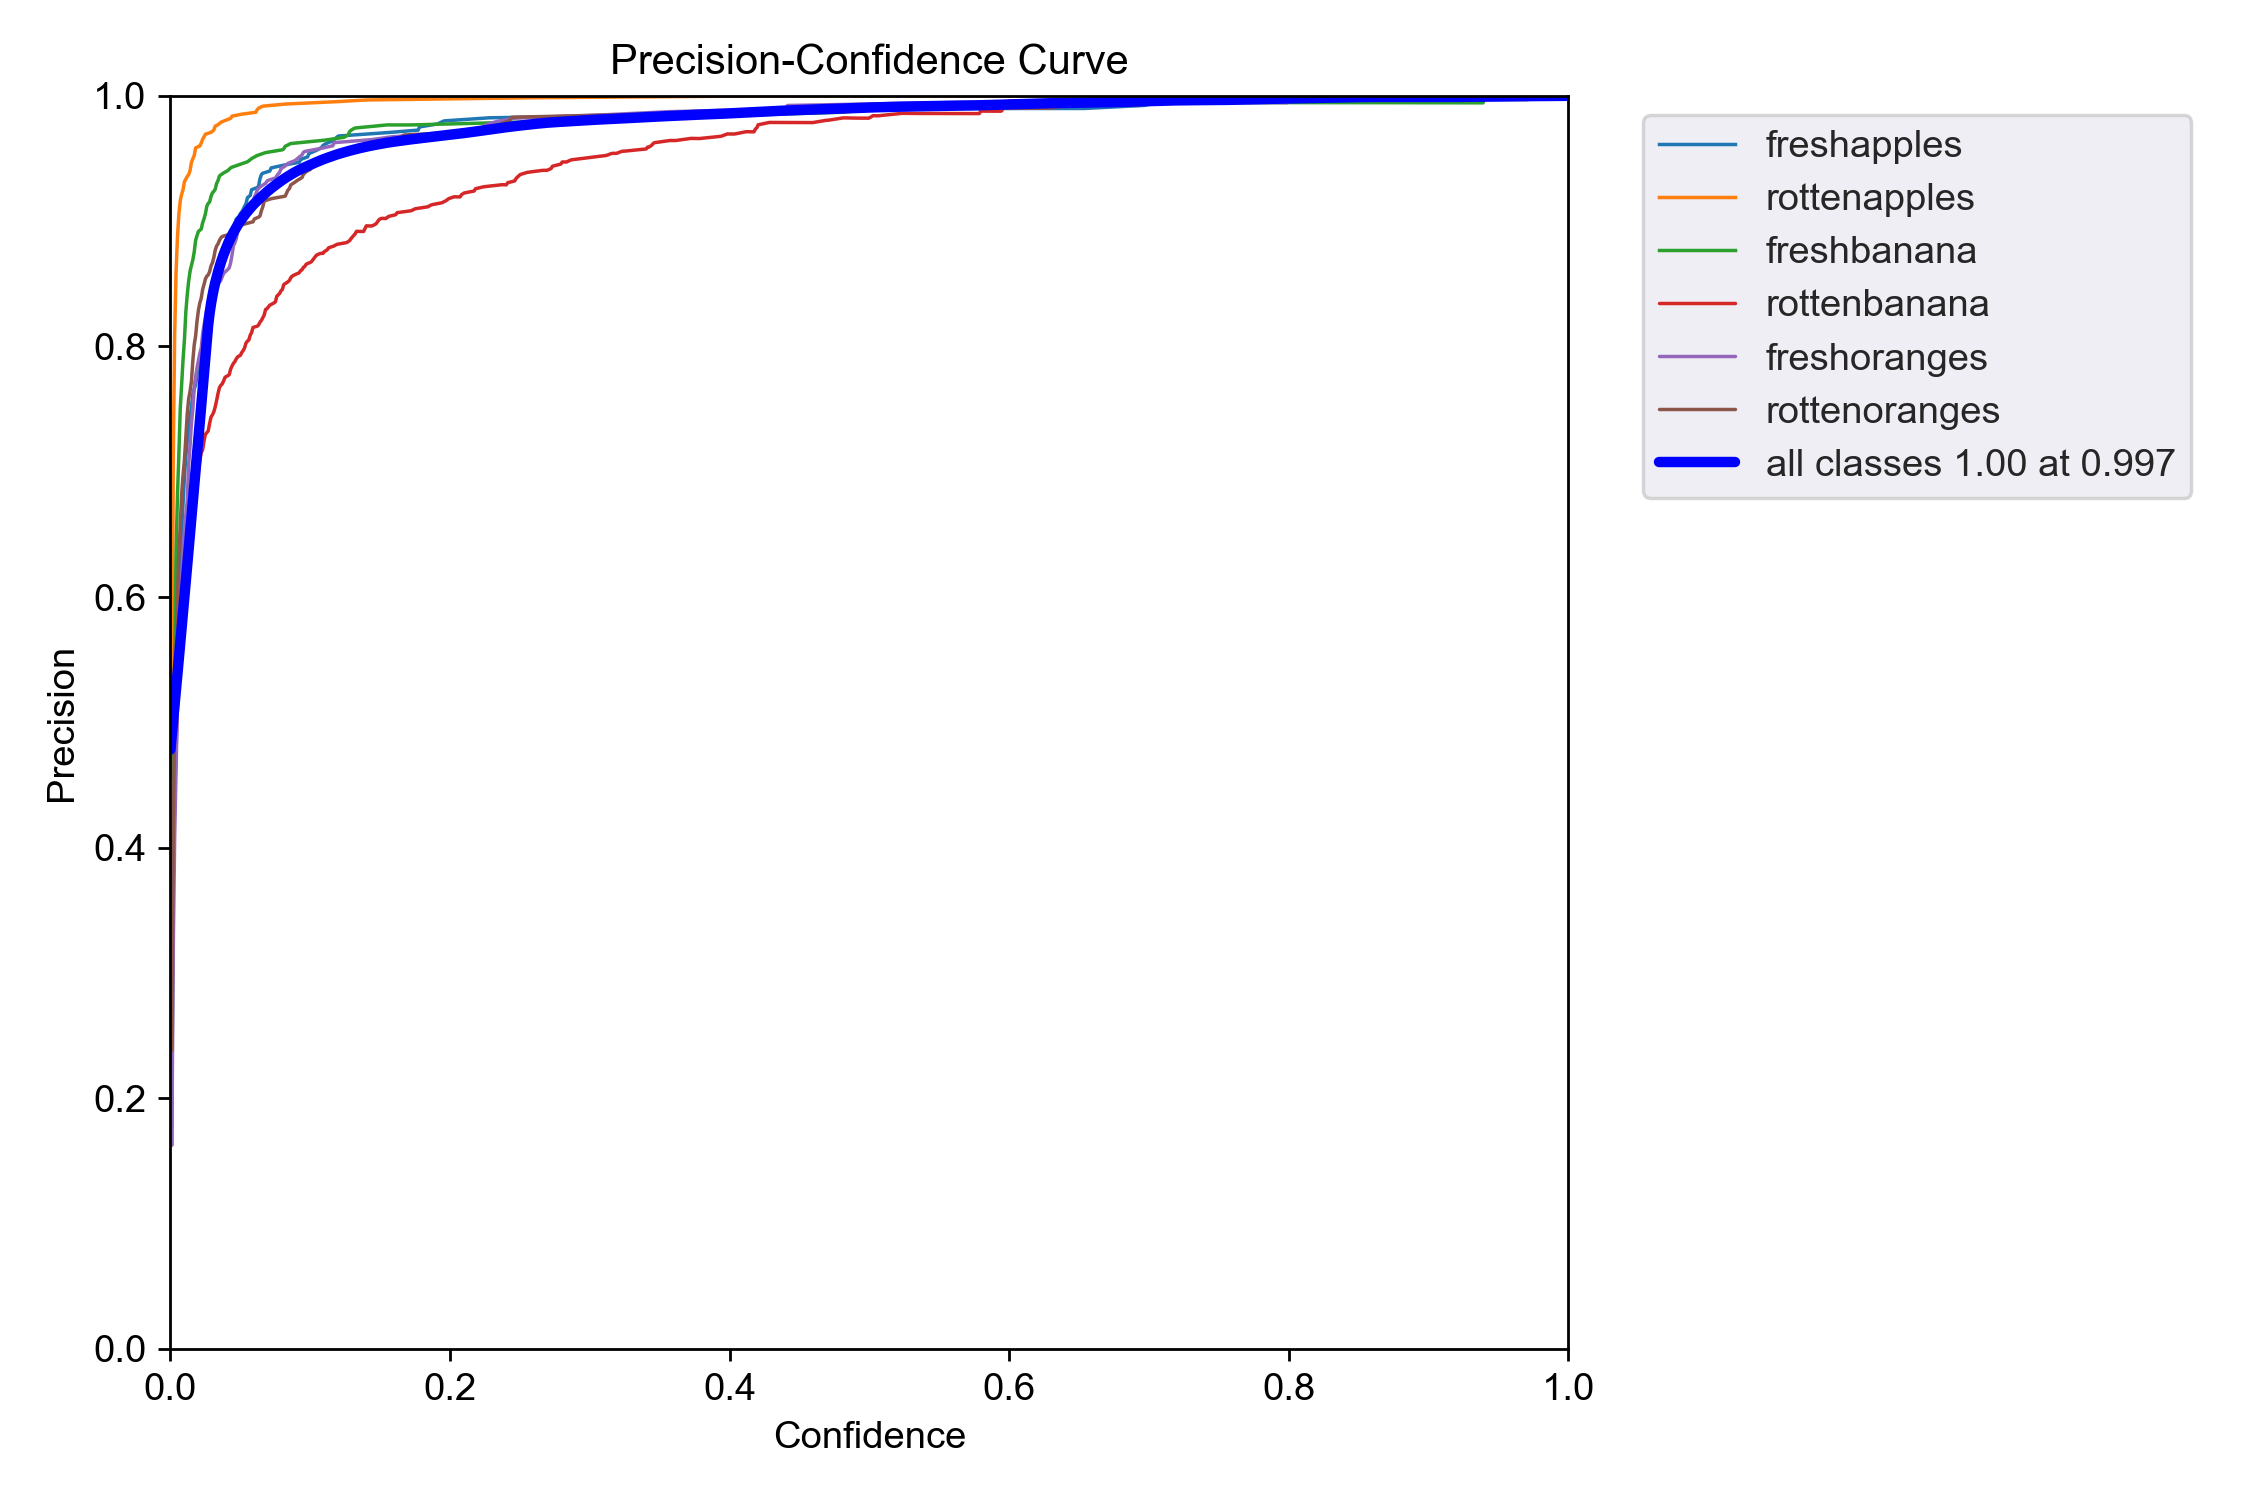 Precision-Confidence Curve
1.0
0.8
0.6
0.4
0.2
0.0
Precision
0.0 0.2 0.4 0.6 0.8 1.0
Confidence
freshapples
rottenapples
freshbanana
rottenbanana
freshoranges
rottenoranges
all classes 1.00 at 0.997